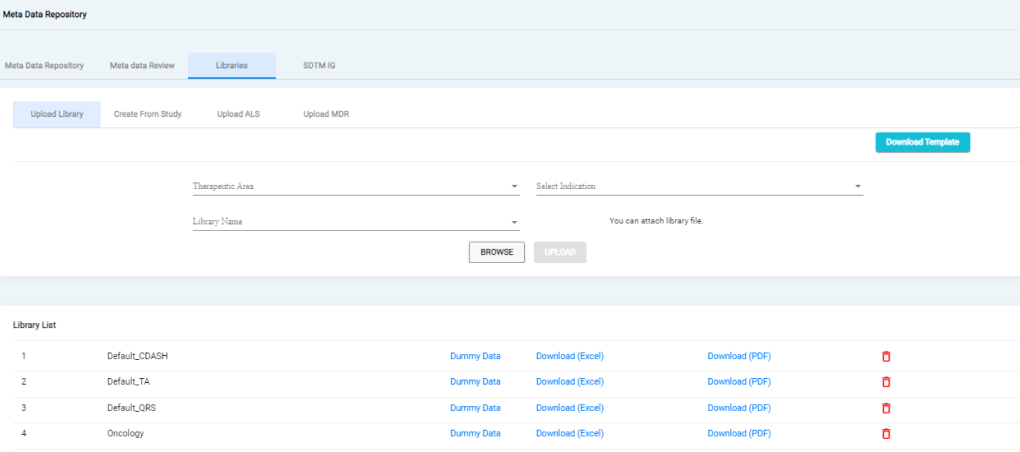 Meta Data Repository
Meta Data Repository Meta data Review Libraries SDTM IG
Upload Library Create From Study Upload ALS Upload MDR
Download Template
Therapeutic Area Select Indication
Library Name You can attach library file.
BROWSE UPLOAD
Library List
1 Default_CDASH Dummy Data Download (Excel) Download (PDF)
2 Default_TA Dummy Data Download (Excel) Download (PDF)
3 Default_QRS Dummy Data Download (Excel) Download (PDF)
4 Oncology Dummy Data Download (Excel) Download (PDF)